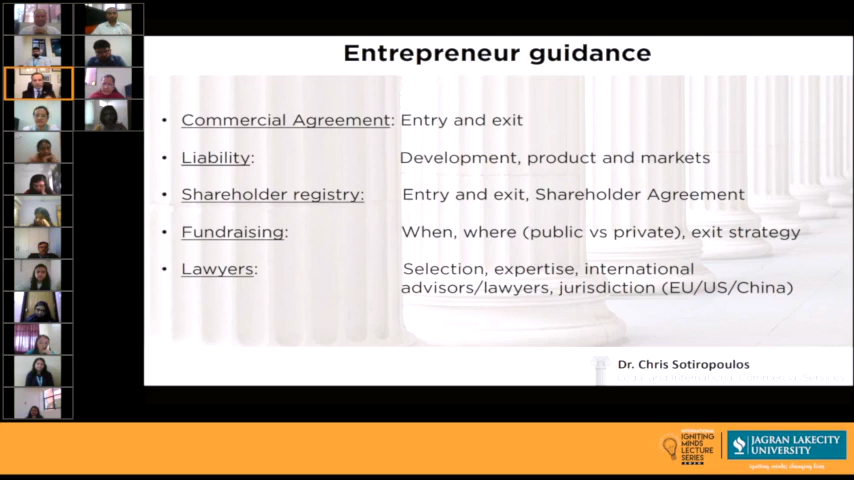 Entrepreneur guidance
• Commercial Agreement: Entry and exit
• Liability: Development, product and markets
• Shareholder registry: Entry and exit, Shareholder Agreement
• Fundraising: When, where (public vs private), exit strategy
• Lawyers: Selection, expertise, international
advisors/lawyers, jurisdiction (EU/US/China)
Dr. Chris Sotiropoulos
INTERNATIONAL
IGNITING
MINDS
LECTURE
SERIES
JAGRAN LAKECITY
UNIVERSITY